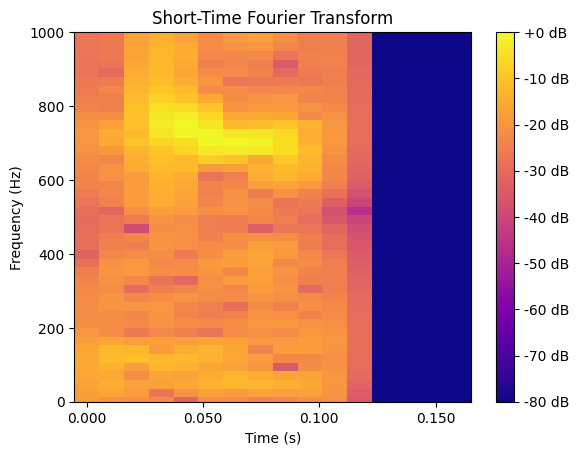 Short-Time Fourier Transform
1000
800
600
400
200
0
Frequency (Hz)
0.000
0.050
0.100
0.150
Time (s)
+0 dB
-10 dB
-20 dB
-30 dB
-40 dB
-50 dB
-60 dB
-70 dB
-80 dB